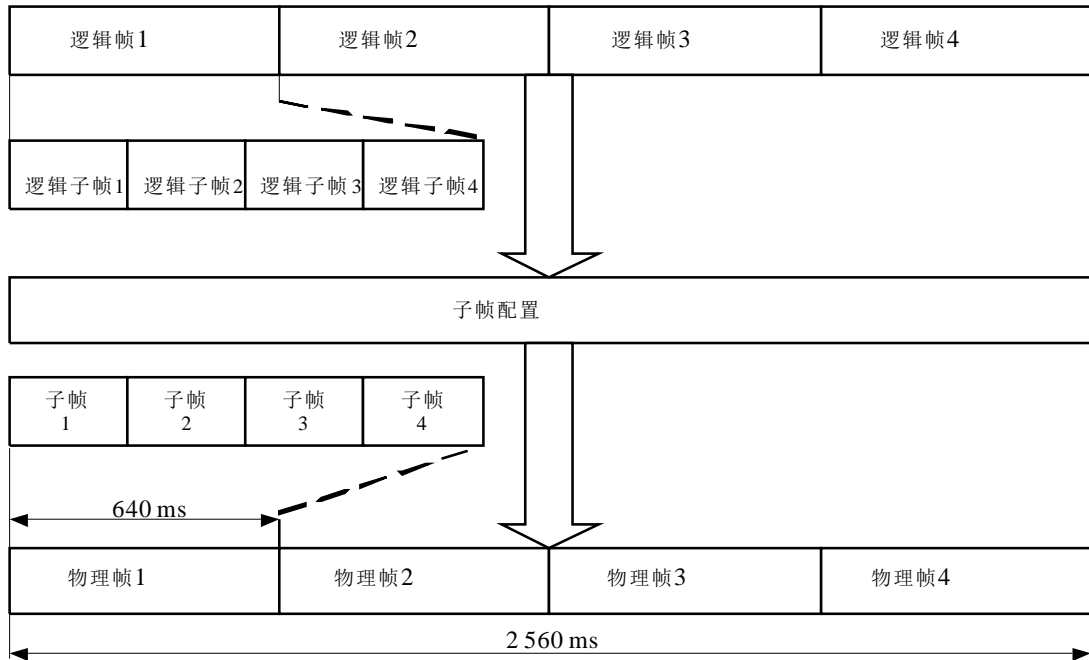 逻辑帧1 逻辑帧2 逻辑帧3 逻辑帧4
逻辑子帧1 逻辑子帧2 逻辑子帧3 逻辑子帧4
子帧配置
子帧 子帧 子帧 子帧
1 2 3 4
640 ms
物理帧1 物理帧2 物理帧3 物理帧4
2 560 ms